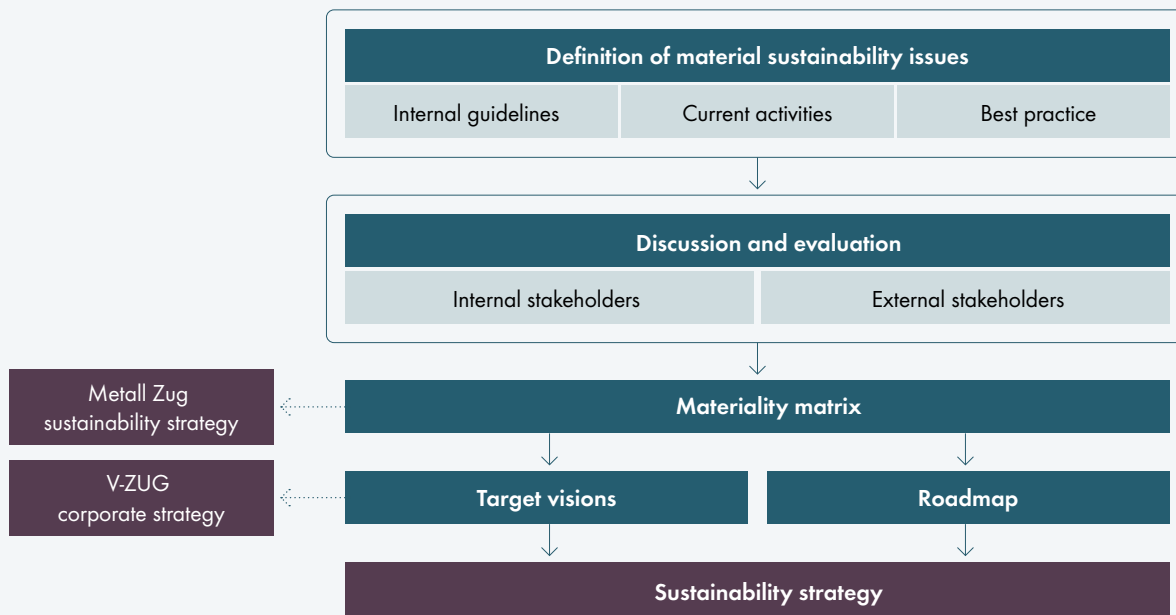 Definition of material sustainability issues
Internal guidelines
Current activities
Best practice
Discussion and evaluation
Internal stakeholders
External stakeholders
Metall Zug
sustainability strategy
Materiality matrix
V-ZUG
corporate strategy
Target visions
Roadmap
Sustainability strategy